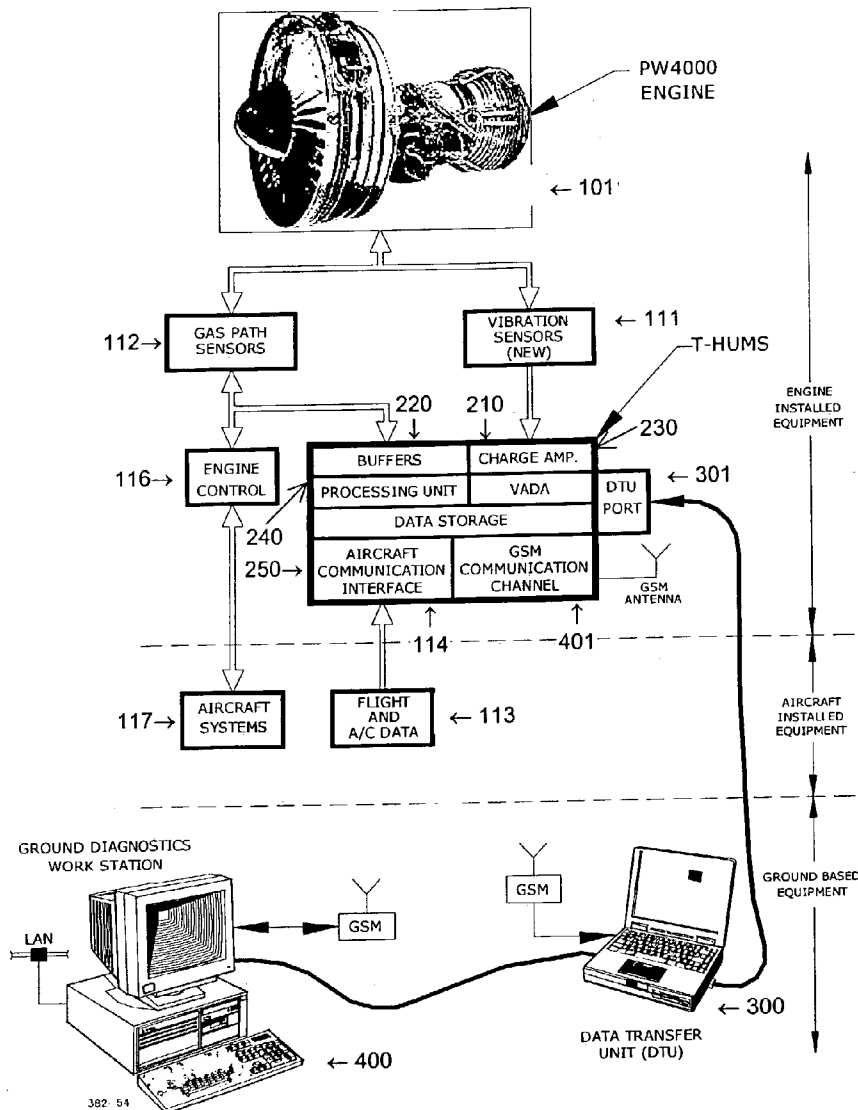 PW4000
ENGINE
← 101
112→
GAS PATH
SENSORS
VIBRATION
SENSORS
(NEW)
← 111
T-HUMS
220
↓
210
↓
230
ENGINE
INSTALLED
EQUIPMENT
116→
ENGINE
CONTROL
BUFFERS
CHARGE AMP.
PROCESSING UNIT
VADA
DTU
PORT
← 301
240
DATA STORAGE
250→
AIRCRAFT
COMMUNICATION
INTERFACE
GSM
COMMUNICATION
CHANNEL
GSM
ANTENNA
↑
114
↑
401
117→
AIRCRAFT
SYSTEMS
FLIGHT
AND
A/C DATA
← 113
AIRCRAFT
INSTALLED
EQUIPMENT
GROUND DIAGNOSTICS
WORK STATION
LAN
GSM
GSM
GROUND BASED
EQUIPMENT
← 300
DATA TRANSFER
UNIT (DTU)
← 400
382 54